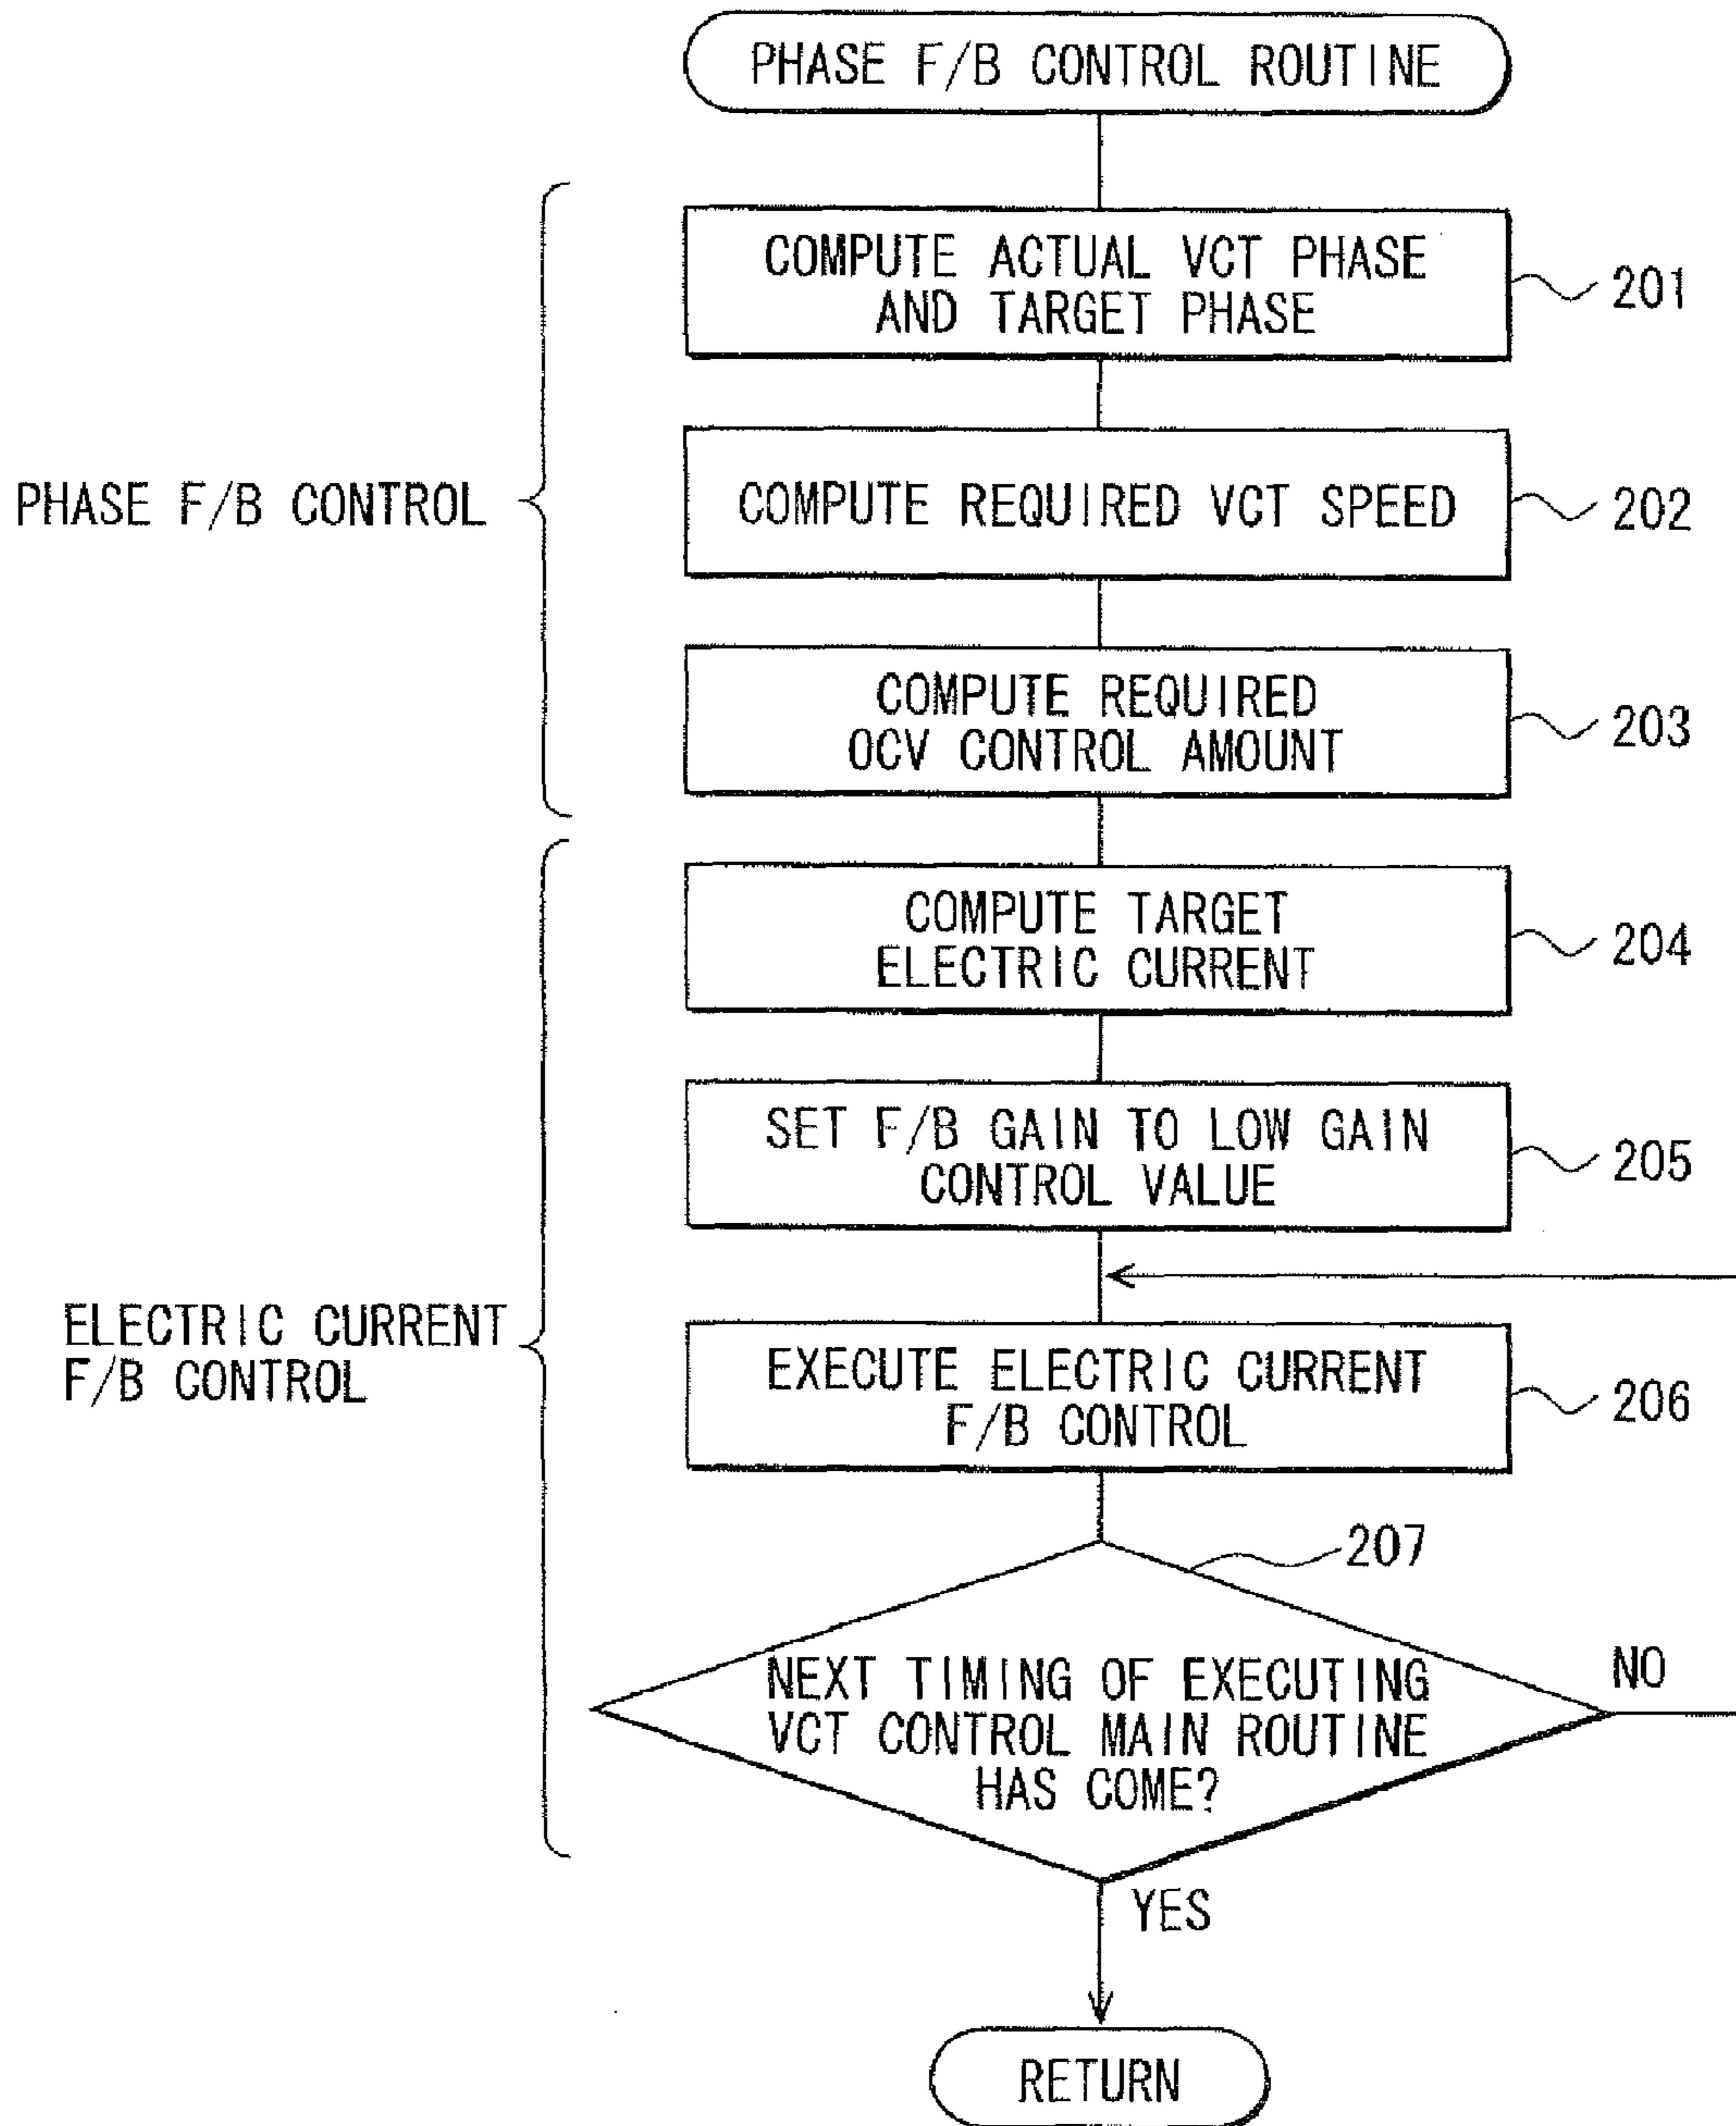 PHASE F/B CONTROL ROUTINE
COMPUTE ACTUAL VCT PHASE
AND TARGET PHASE
201
PHASE F/B CONTROL
COMPUTE REQUIRED VCT SPEED
202
COMPUTE REQUIRED
OCV CONTROL AMOUNT
203
COMPUTE TARGET
ELECTRIC CURRENT
204
SET F/B GAIN TO LOW GAIN
CONTROL VALUE
205
ELECTRIC CURRENT
F/B CONTROL
EXECUTE ELECTRIC CURRENT
F/B CONTROL
206
207
NEXT TIMING OF EXECUTING
VCT CONTROL MAIN ROUTINE
HAS COME?
NO
YES
RETURN